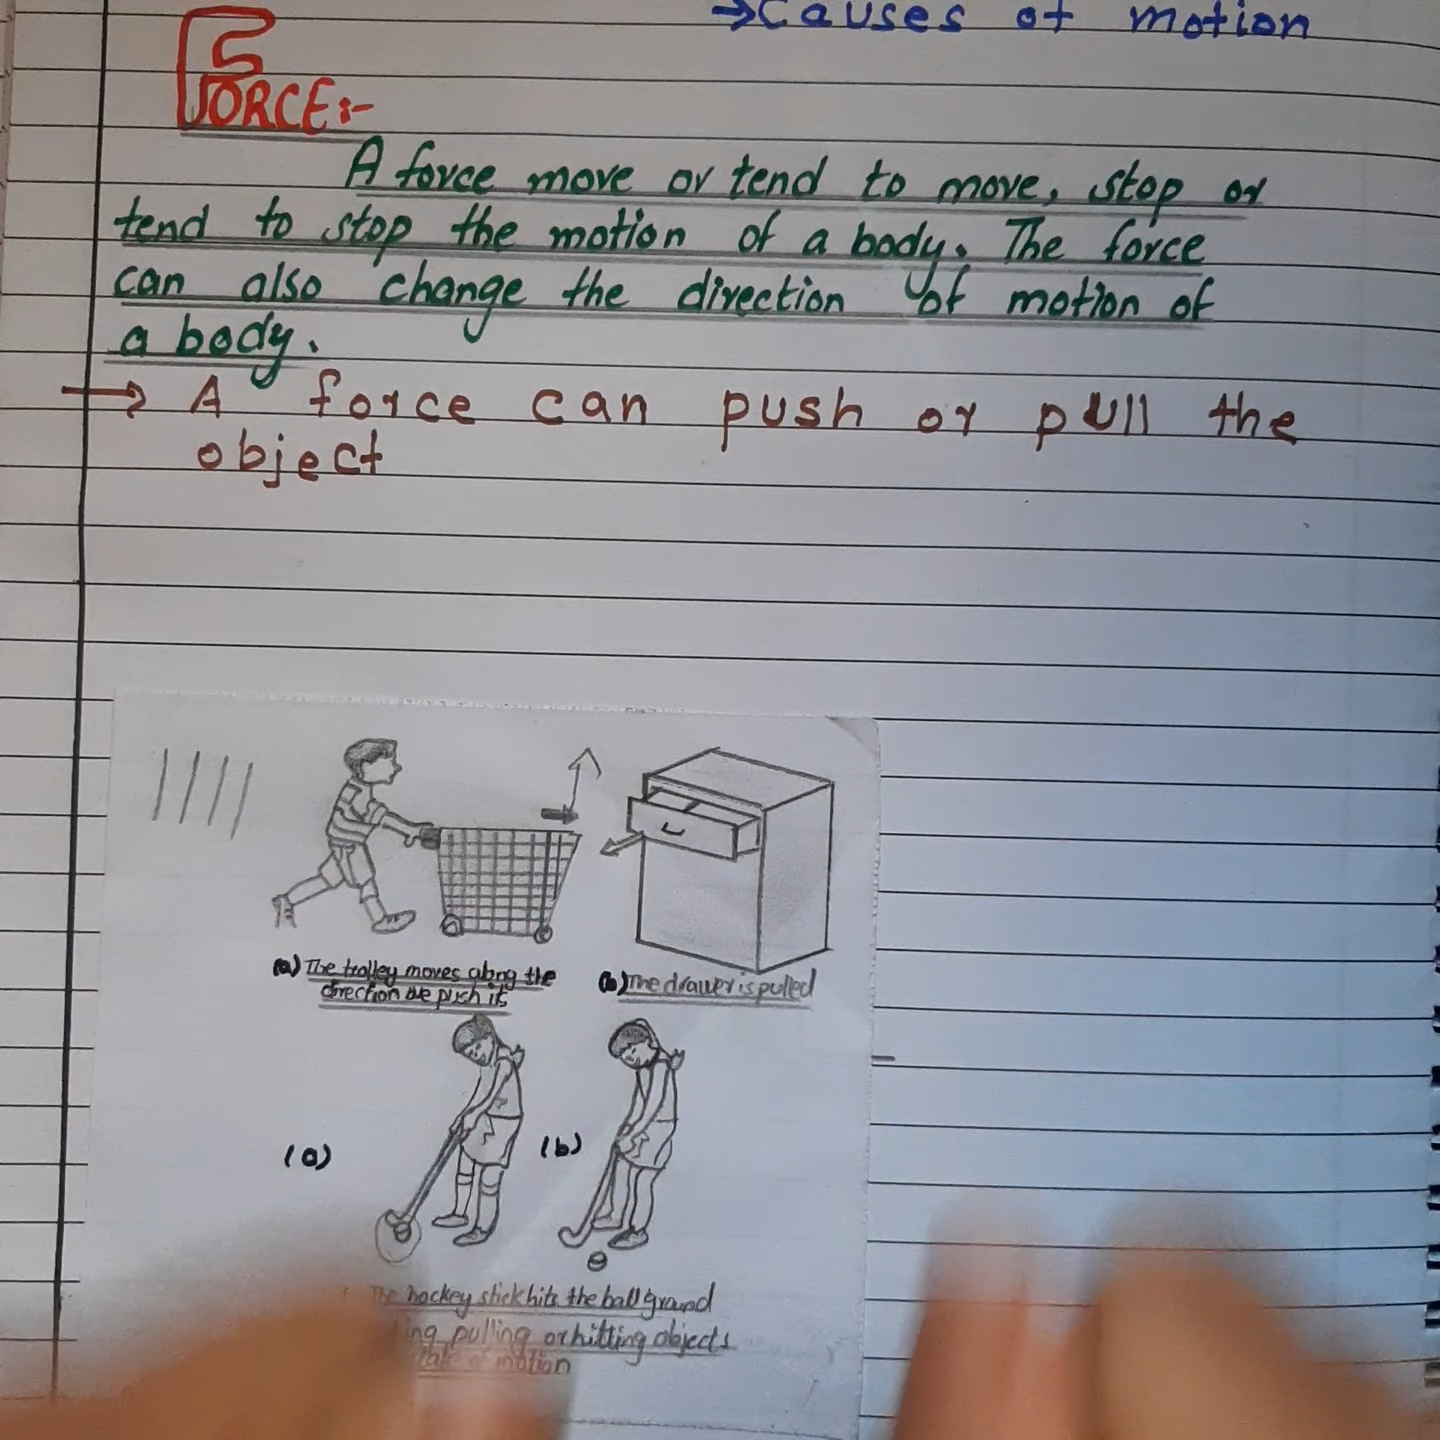 →Causes of motion
FORCE:-
A force move or tend to move, stop or
tend to stop the motion of a body. The force
can also change the direction of motion of
a body.
→ A force can push or pull the
object
(a) The trolley moves along the
direction we push it
(b) The drawer is pulled
(a)
(b)
The hockey stick hits the ball ground
pulling or hitting objects
motion